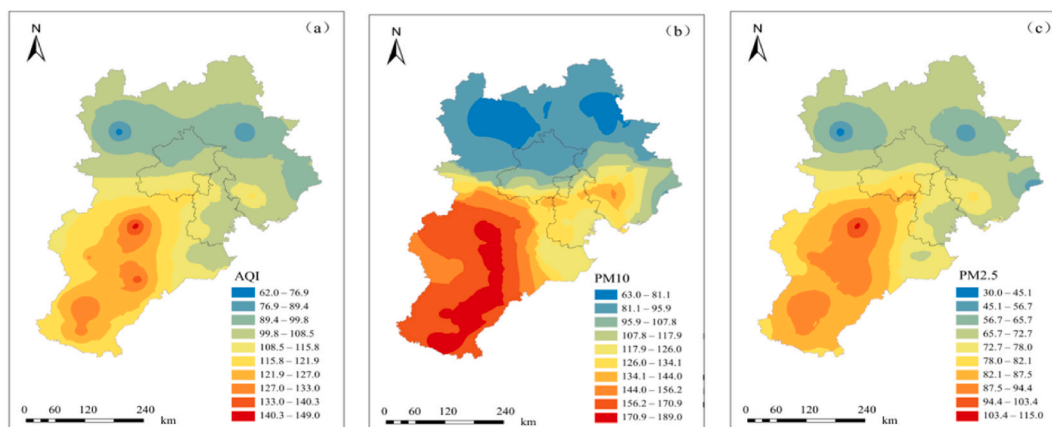 N
(a)
AQI
62.0 – 76.9
76.9 – 89.4
89.4 – 99.8
99.8 – 108.5
108.5 – 115.8
115.8 – 121.9
121.9 – 127.0
127.0 – 133.0
133.0 – 140.3
140.3 – 149.0
0 60 120 240
km
N
(b)
PM10
63.0 – 81.1
81.1 – 95.9
95.9 – 107.8
107.8 – 117.9
117.9 – 126.0
126.0 – 134.1
134.1 – 144.0
144.0 – 156.2
156.2 – 170.9
170.9 – 189.0
0 60 120 240
km
N
(c)
PM2.5
30.0 – 45.1
45.1 – 56.7
56.7 – 65.7
65.7 – 72.7
72.7 – 78.0
78.0 – 82.1
82.1 – 87.5
87.5 – 94.4
94.4 – 103.4
103.4 – 115.0
0 60 120 240
km